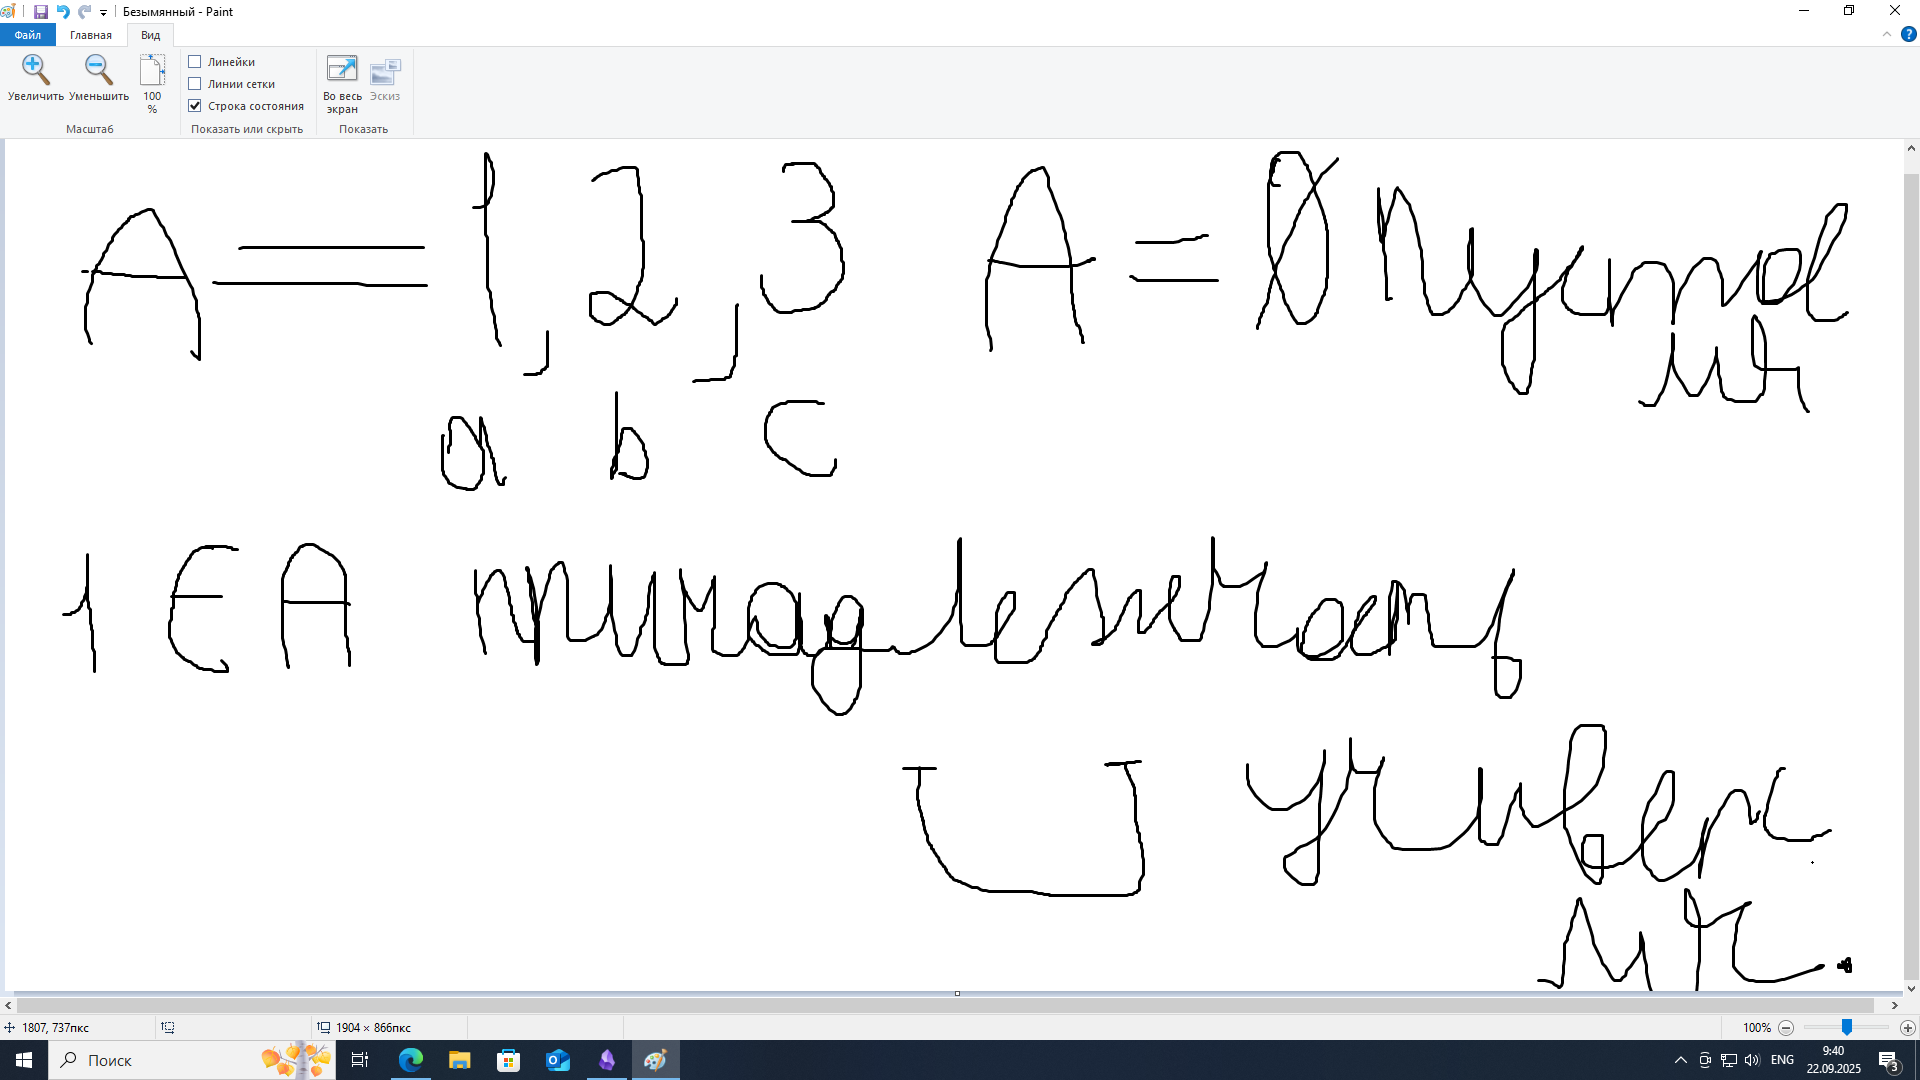 Безымянный - Paint
Файл Главная Вид
Увеличить Уменьшить 100 %
Линейки
Линии сетки
Строка состояния
Во весь экран Эскиз
Масштаб Показать или скрыть Показать
A = 1, 2, 3 A = Ø Пустое
мн
a b c
1 ∈ A принадлежность
универс
мн.
1807, 737пкс 1904 × 866пкс 100%
Поиск ENG 9:40
22.09.2025 3